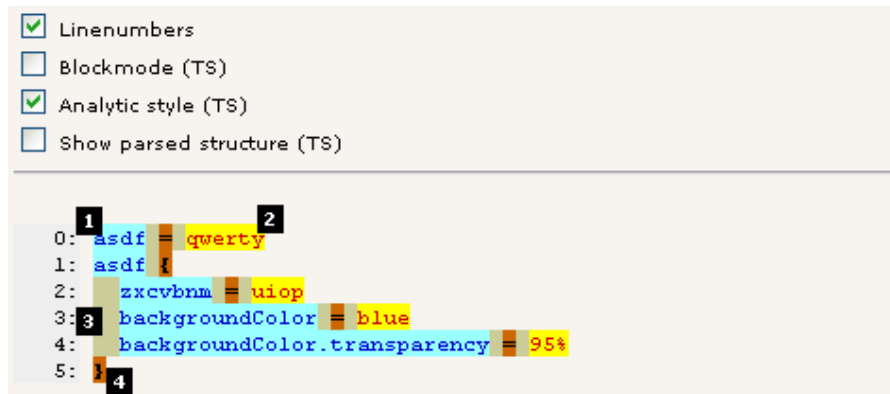 Linenumbers
Blockmode (TS)
Analytic style (TS)
Show parsed structure (TS)
1 2
0: asdf = qwerty
1: asdf {
2: zxcvbnm = uiop
3: 3 backgroundColor = blue
4: backgroundColor.transparency = 95%
5: }
4